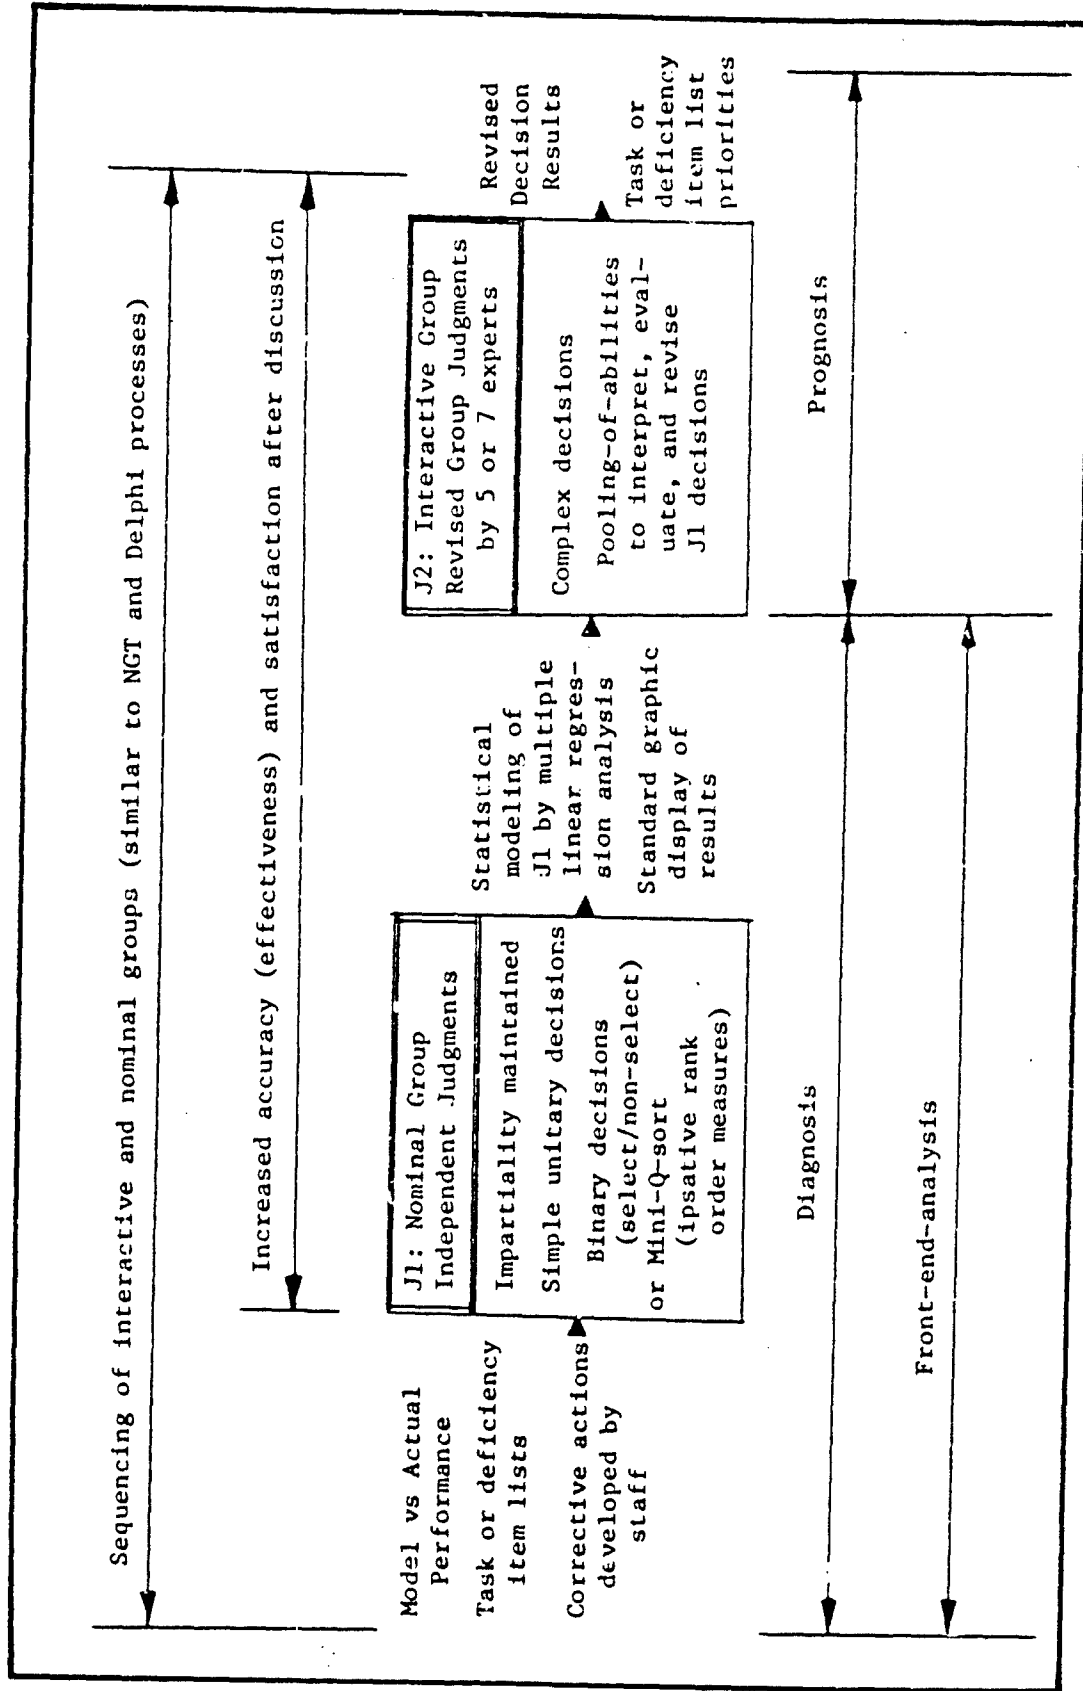 Sequencing of interactive and nominal groups (similar to NGT and Delphi processes)
Increased accuracy (effectiveness) and satisfaction after discussion
Model vs Actual
Performance
Task or deficiency
item lists
Corrective actions
developed by
staff
J1: Nominal Group
Independent Judgments
Impartiality maintained
Simple unitary decisions
Binary decisions
(select/non-select)
or Mini-Q-sort
(ipsative rank
order measures)
Statistical
modeling of
J1 by multiple
linear regres-
sion analysis
Standard graphic
display of
results
J2: Interactive Group
Revised Group Judgments
by 5 or 7 experts
Complex decisions
Pooling-of-abilities
to interpret, eval-
uate, and revise
J1 decisions
Revised
Decision
Results
Task or
deficiency
item list
priorities
Diagnosis
Prognosis
Front-end-analysis